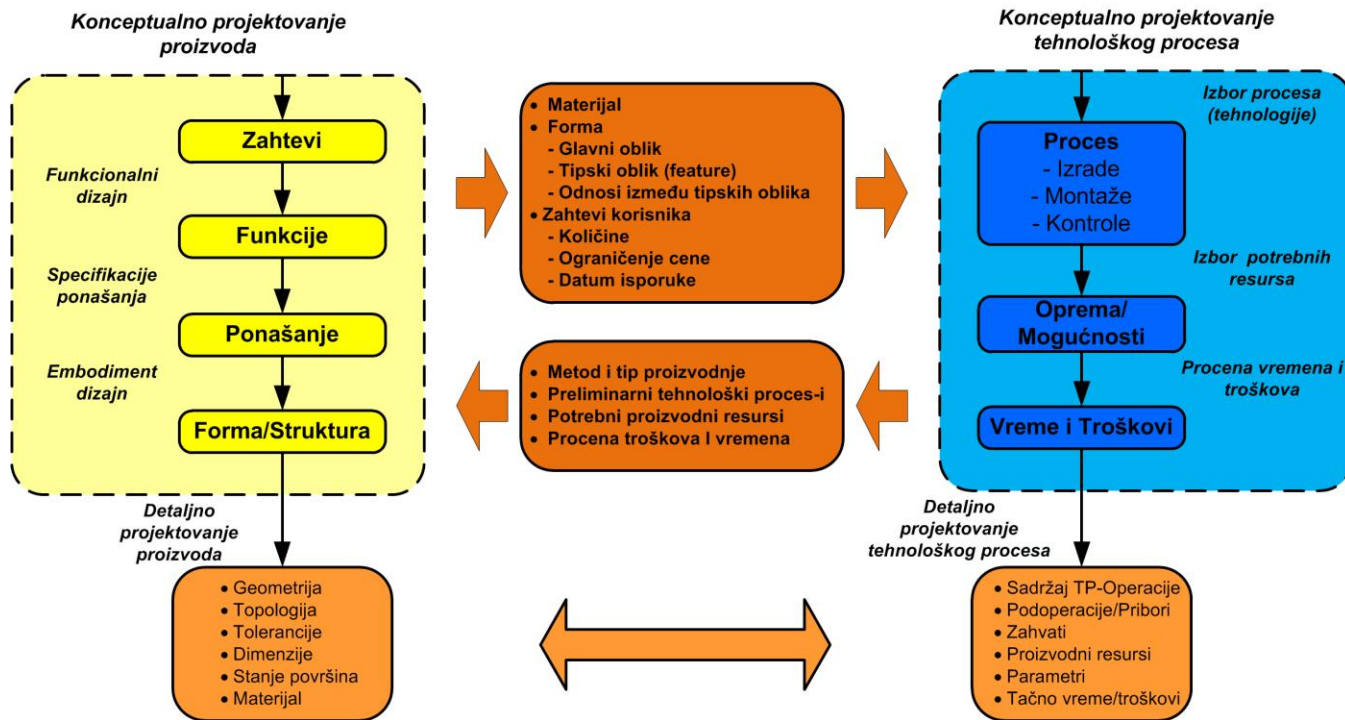 Konceptualno projektovanje
proizvoda
Zahtevi
Funkcionalni
dizajn
Funkcije
Specifikacije
ponašanja
Ponašanje
Embodiment
dizajn
Forma/Struktura
Detaljno
projektovanje
proizvoda
• Geometrija
• Topologija
• Tolerancije
• Dimenzije
• Stanje površina
• Materijal
• Materijal
• Forma
- Glavni oblik
- Tipski oblik (feature)
- Odnosi između tipskih oblika
• Zahtevi korisnika
- Količine
- Ograničenje cene
- Datum isporuke
• Metod i tip proizvodnje
• Preliminarni tehnološki proces-i
• Potrebni proizvodni resursi
• Procena troškova I vremena
Konceptualno projektovanje
tehnološkog procesa
Izbor procesa
(tehnologije)
Proces
- Izrade
- Montaže
- Kontrole
Izbor potrebnih
resursa
Oprema/
Mogućnosti
Procena vremena i
troškova
Vreme i Troškovi
Detaljno
projektovanje
tehnološkog procesa
• Sadržaj TP-Operacije
• Podoperacije/Pribori
• Zahvati
• Proizvodni resursi
• Parametri
• Tačno vreme/troškovi